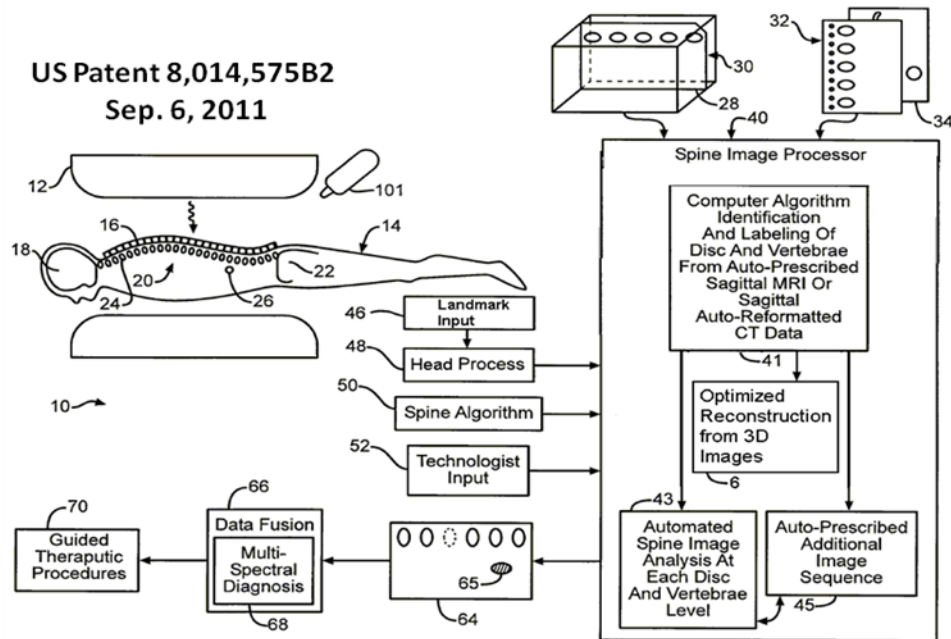 US Patent 8,014,575B2
Sep. 6, 2011
30
28
32
34
40
12
101
16
14
18
20
22
24
26
10
Spine Image Processor
Computer Algorithm
Identification
And Labeling Of
Disc And Vertebrae
From Auto-Prescribed
Sagittal MRI Or
Sagittal
Auto-Reformatted
CT Data
41
46
Landmark
Input
48
Head Process
50
Spine Algorithm
52
Technologist
Input
Optimized
Reconstruction
from 3D
Images
6
43
Automated
Spine Image
Analysis At
Each Disc
And Vertebrae
Level
Auto-Prescribed
Additional
Image
Sequence
45
70
Guided
Theraputic
Procedures
66
Data Fusion
Multi-
Spectral
Diagnosis
68
65
64